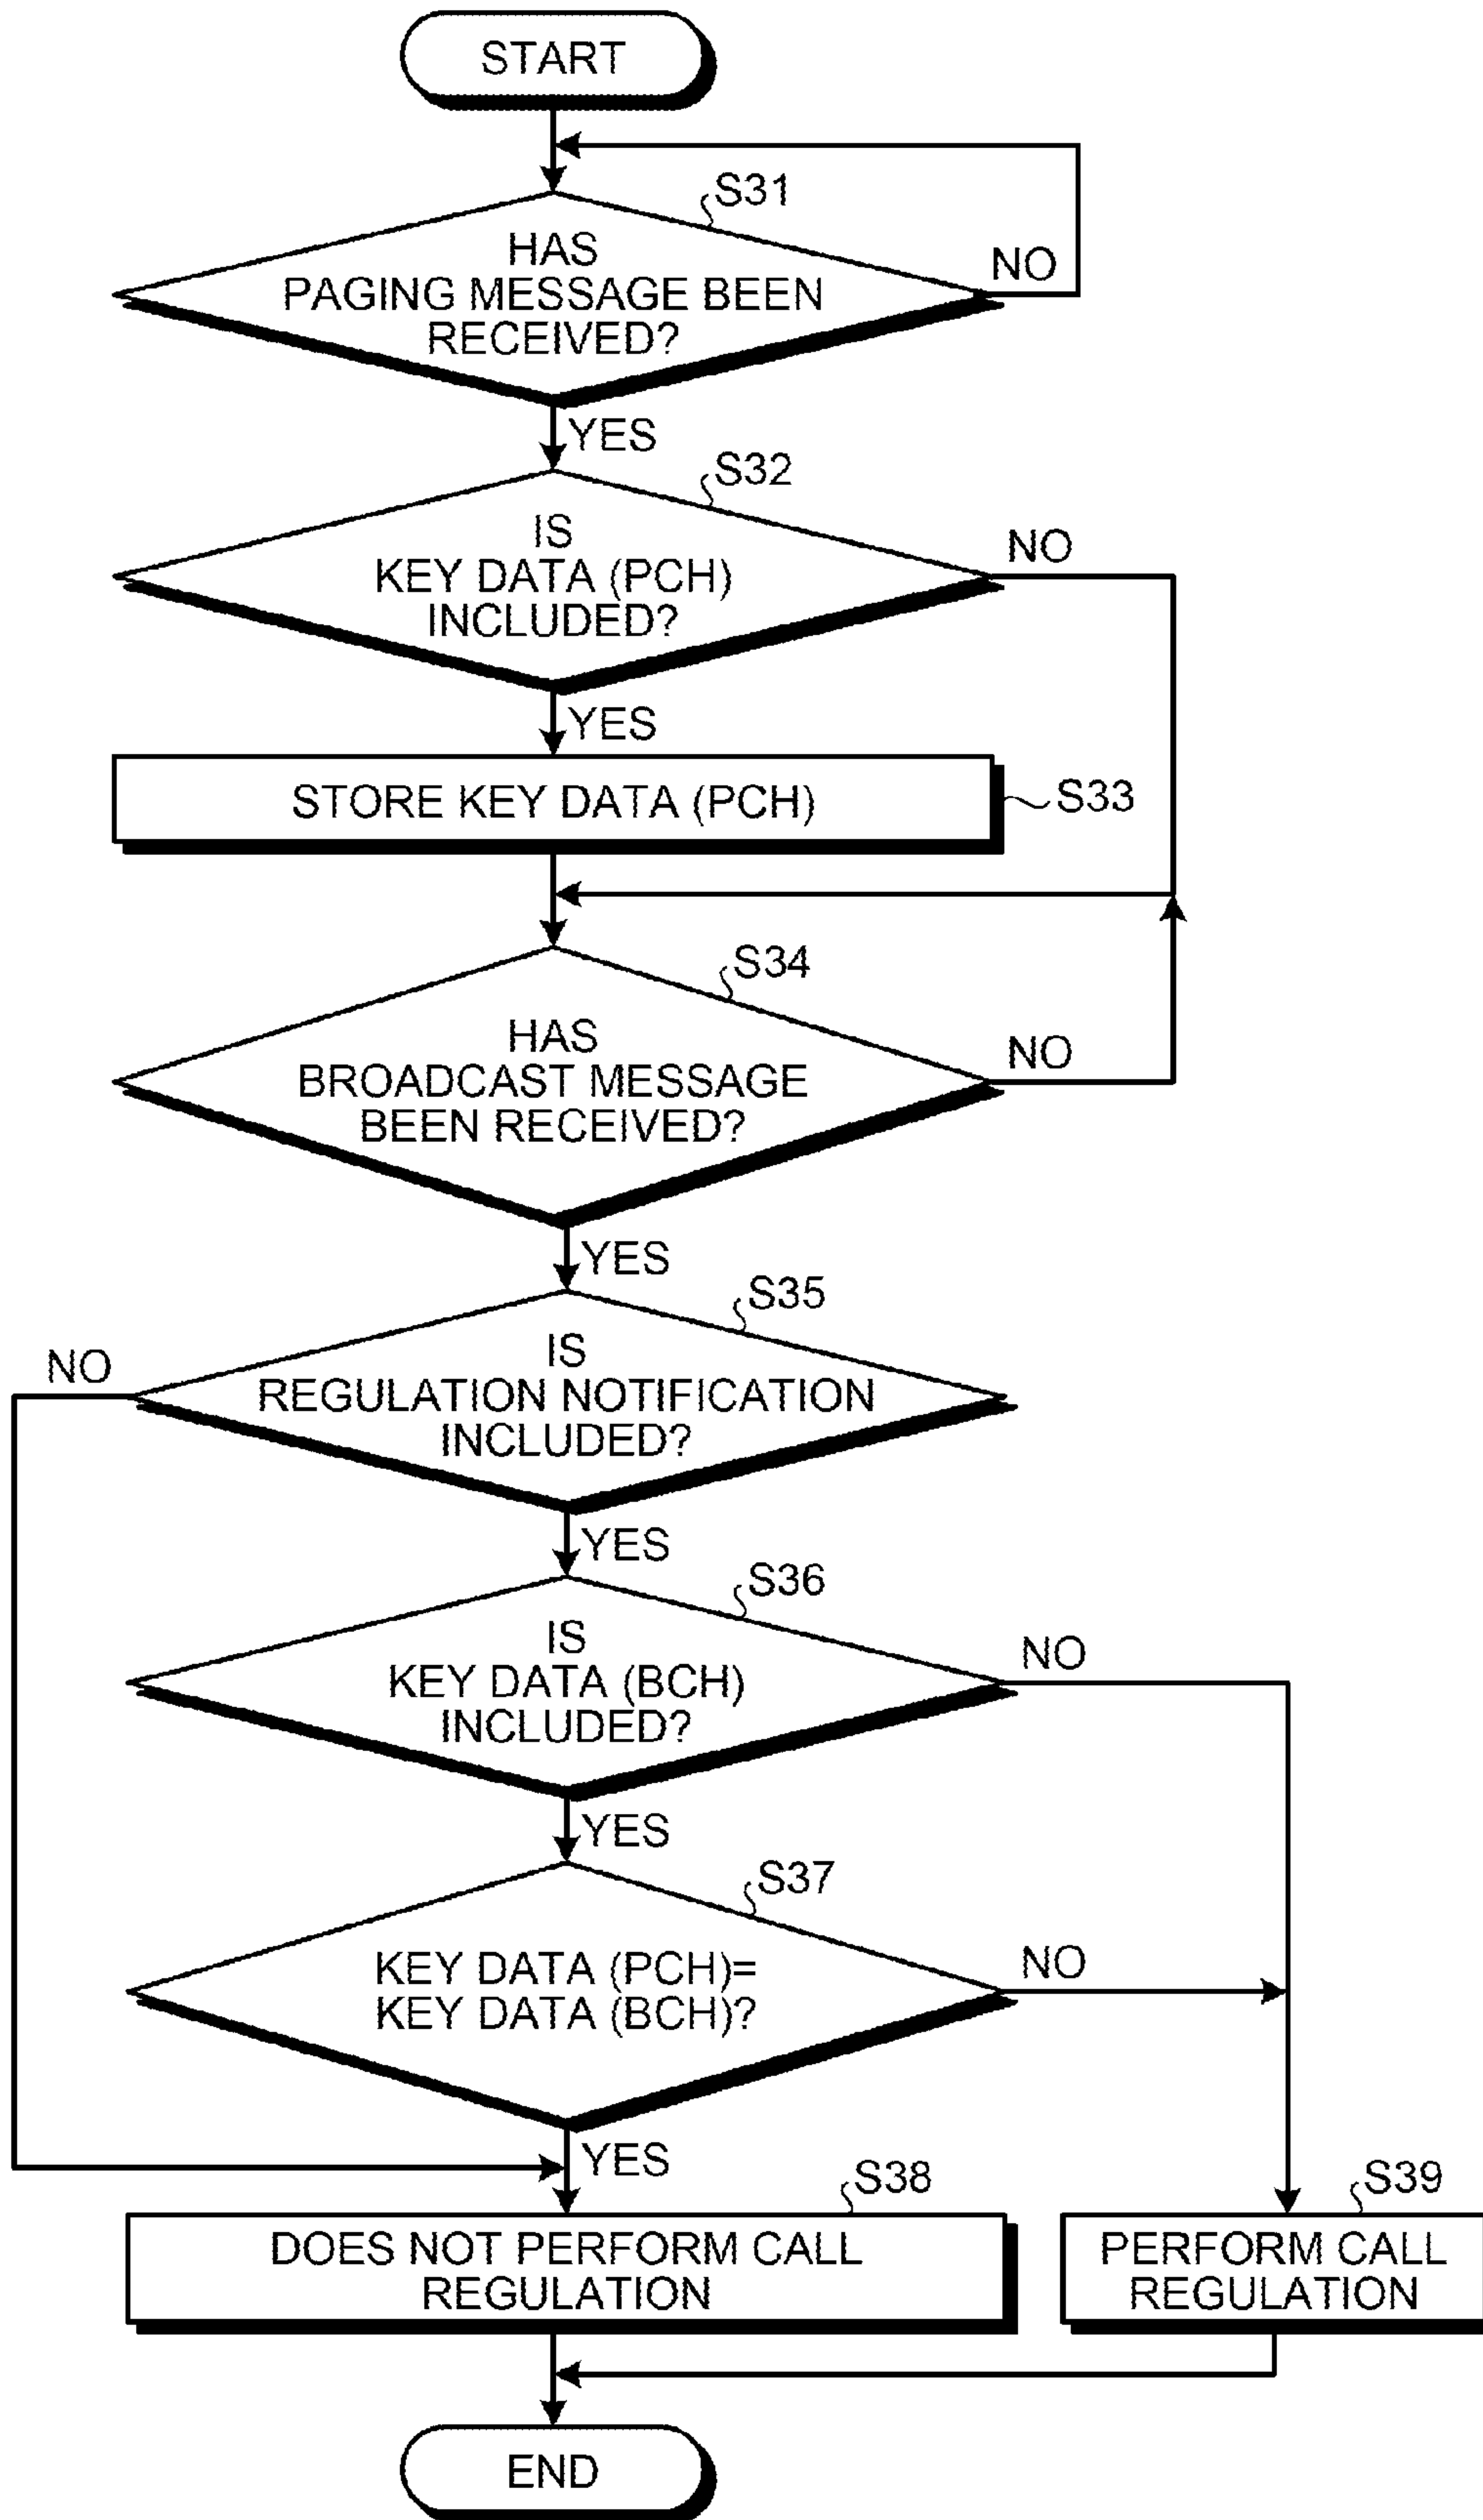 START
S31
HAS
PAGING MESSAGE BEEN
RECEIVED?
NO
YES
S32
IS
KEY DATA (PCH)
INCLUDED?
NO
YES
STORE KEY DATA (PCH)
S33
S34
HAS
BROADCAST MESSAGE
BEEN RECEIVED?
NO
YES
S35
IS
REGULATION NOTIFICATION
INCLUDED?
NO
YES
S36
IS
KEY DATA (BCH)
INCLUDED?
NO
YES
S37
KEY DATA (PCH)=
KEY DATA (BCH)?
NO
YES
S38
DOES NOT PERFORM CALL
REGULATION
S39
PERFORM CALL
REGULATION
END